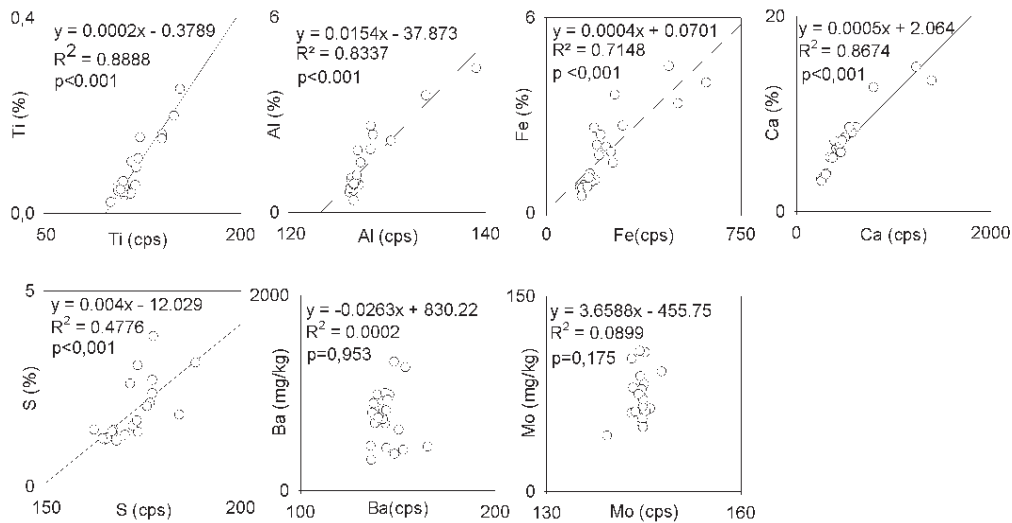 0,4
y = 0.0002x - 0.3789
R2 = 0.8888
p<0.001
Ti (%)
0,0
50
Ti (cps)
200
6
y = 0.0154x - 37.873
R² = 0.8337
p<0.001
Al (%)
0
120
Al (cps)
140
6
y = 0.0004x + 0.0701
R² = 0.7148
p <0,001
Fe (%)
0
0
Fe(cps)
750
20
y = 0.0005x + 2.064
R2 = 0.8674
p<0,001
Ca (%)
0
0
Ca (cps)
2000
5
y = 0.004x - 12.029
R2 = 0.4776
p<0,001
S (%)
0
150
S (cps)
200
2000
y = -0.0263x + 830.22
R2 = 0.0002
p=0,953
Ba (mg/kg)
0
100
Ba(cps)
200
150
y = 3.6588x - 455.75
R2 = 0.0899
p=0,175
Mo (mg/kg)
0
130
Mo (cps)
160